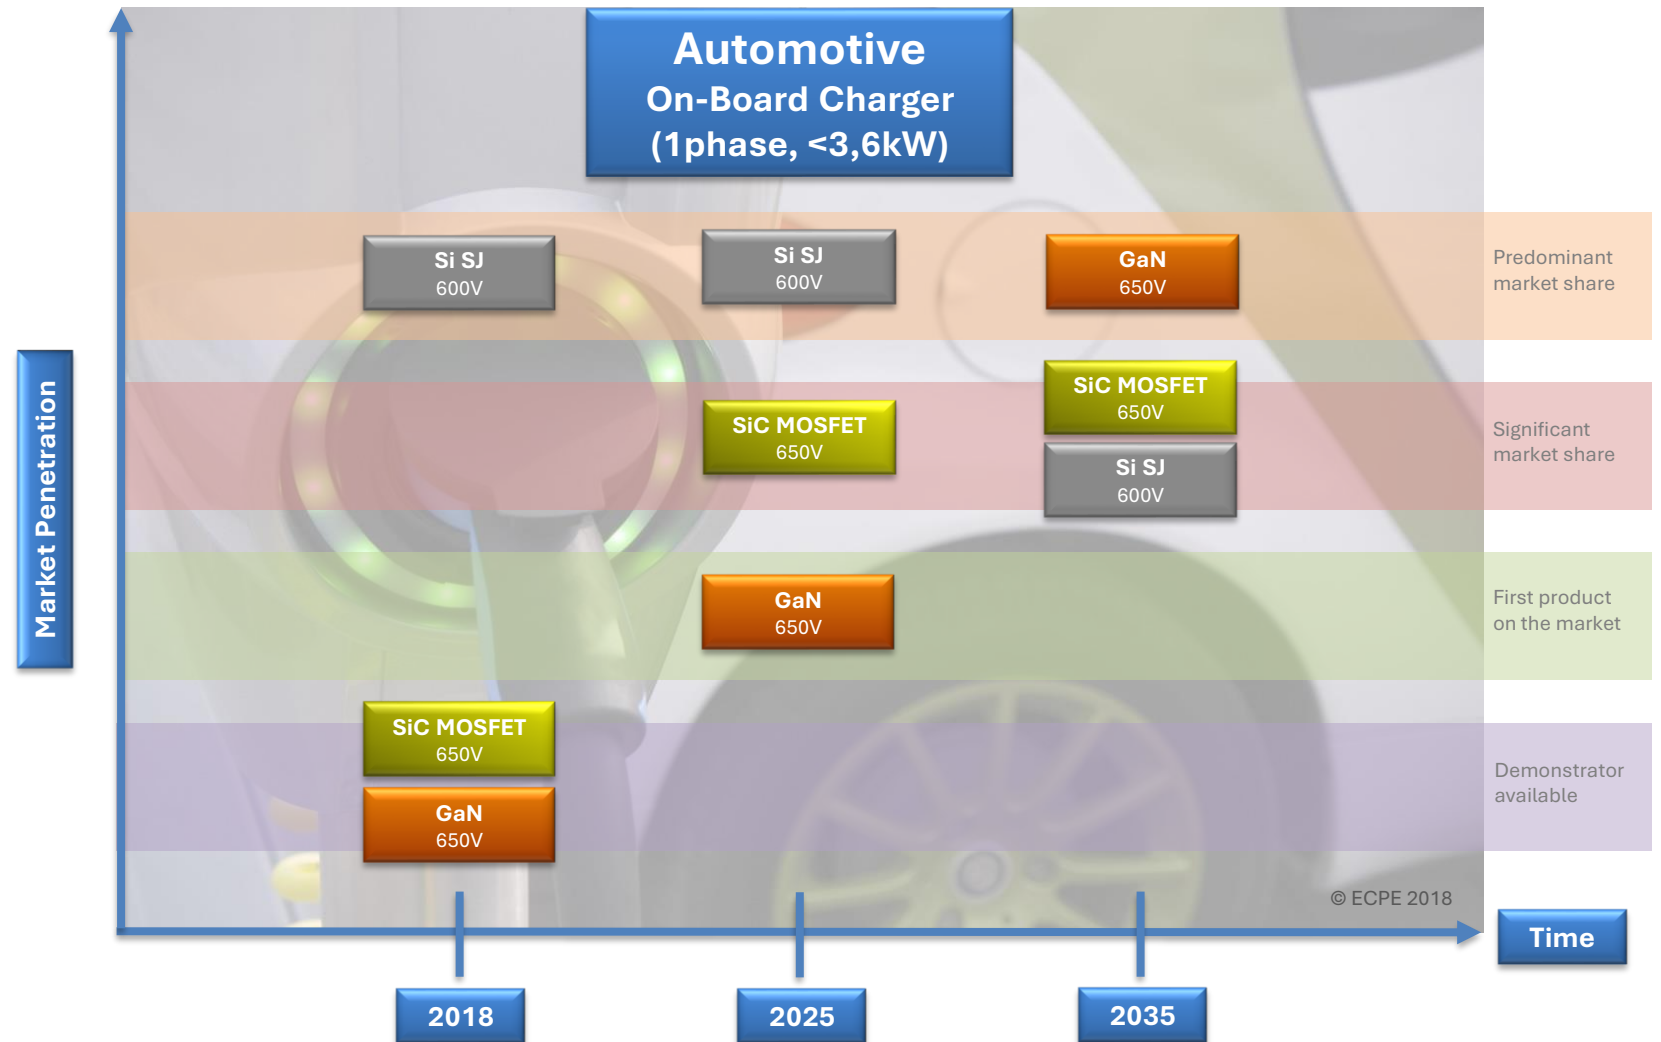 Automotive
On-Board Charger
(1phase, <3,6kW)
Market Penetration
Si SJ
600V
Si SJ
600V
GaN
650V
Predominant
market share
SiC MOSFET
650V
SiC MOSFET
650V
Si SJ
600V
Significant
market share
GaN
650V
First product
on the market
SiC MOSFET
650V
GaN
650V
Demonstrator
available
© ECPE 2018
Time
2018
2025
2035